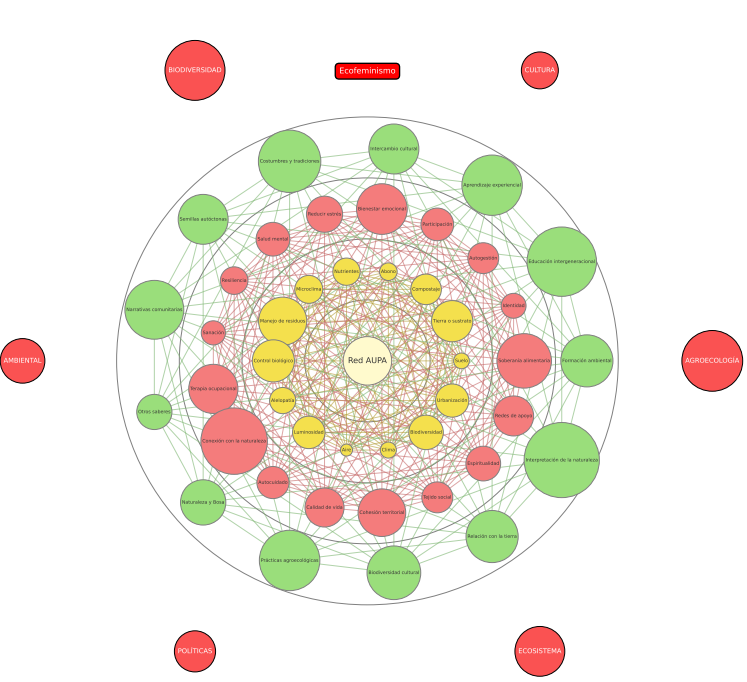 Ecofeminismo
BIODIVERSIDAD
CULTURA
Intercambio cultural
Costumbres y tradiciones
Aprendizaje experiencial
Bienestar emocional
Reducir estrés
Semillas autóctonas
Participación
Salud mental
Autogestión
Educación intergeneracional
Nutrientes
Abono
Resiliencia
Microclima
Compostaje
Identidad
Narrativas comunitarias
Manejo de residuos
Tierra o sustrato
Sanación
AMBIENTAL
Control biológico
Red AUPA
Suelo
Soberanía alimentaria
Formación ambiental
AGROECOLOGÍA
Terapia ocupacional
Alelopatía
Urbanización
Otros saberes
Redes de apoyo
Luminosidad
Biodiversidad
Conexión con la naturaleza
Aire
Clima
Interpretación de la naturaleza
Espiritualidad
Autocuidado
Tejido social
Naturaleza y
Calidad de vida
Cohesión territorial
Relación con la tierra
Prácticas agroecológicas
Biodiversidad cultural
POLÍTICAS
ECOSISTEMA